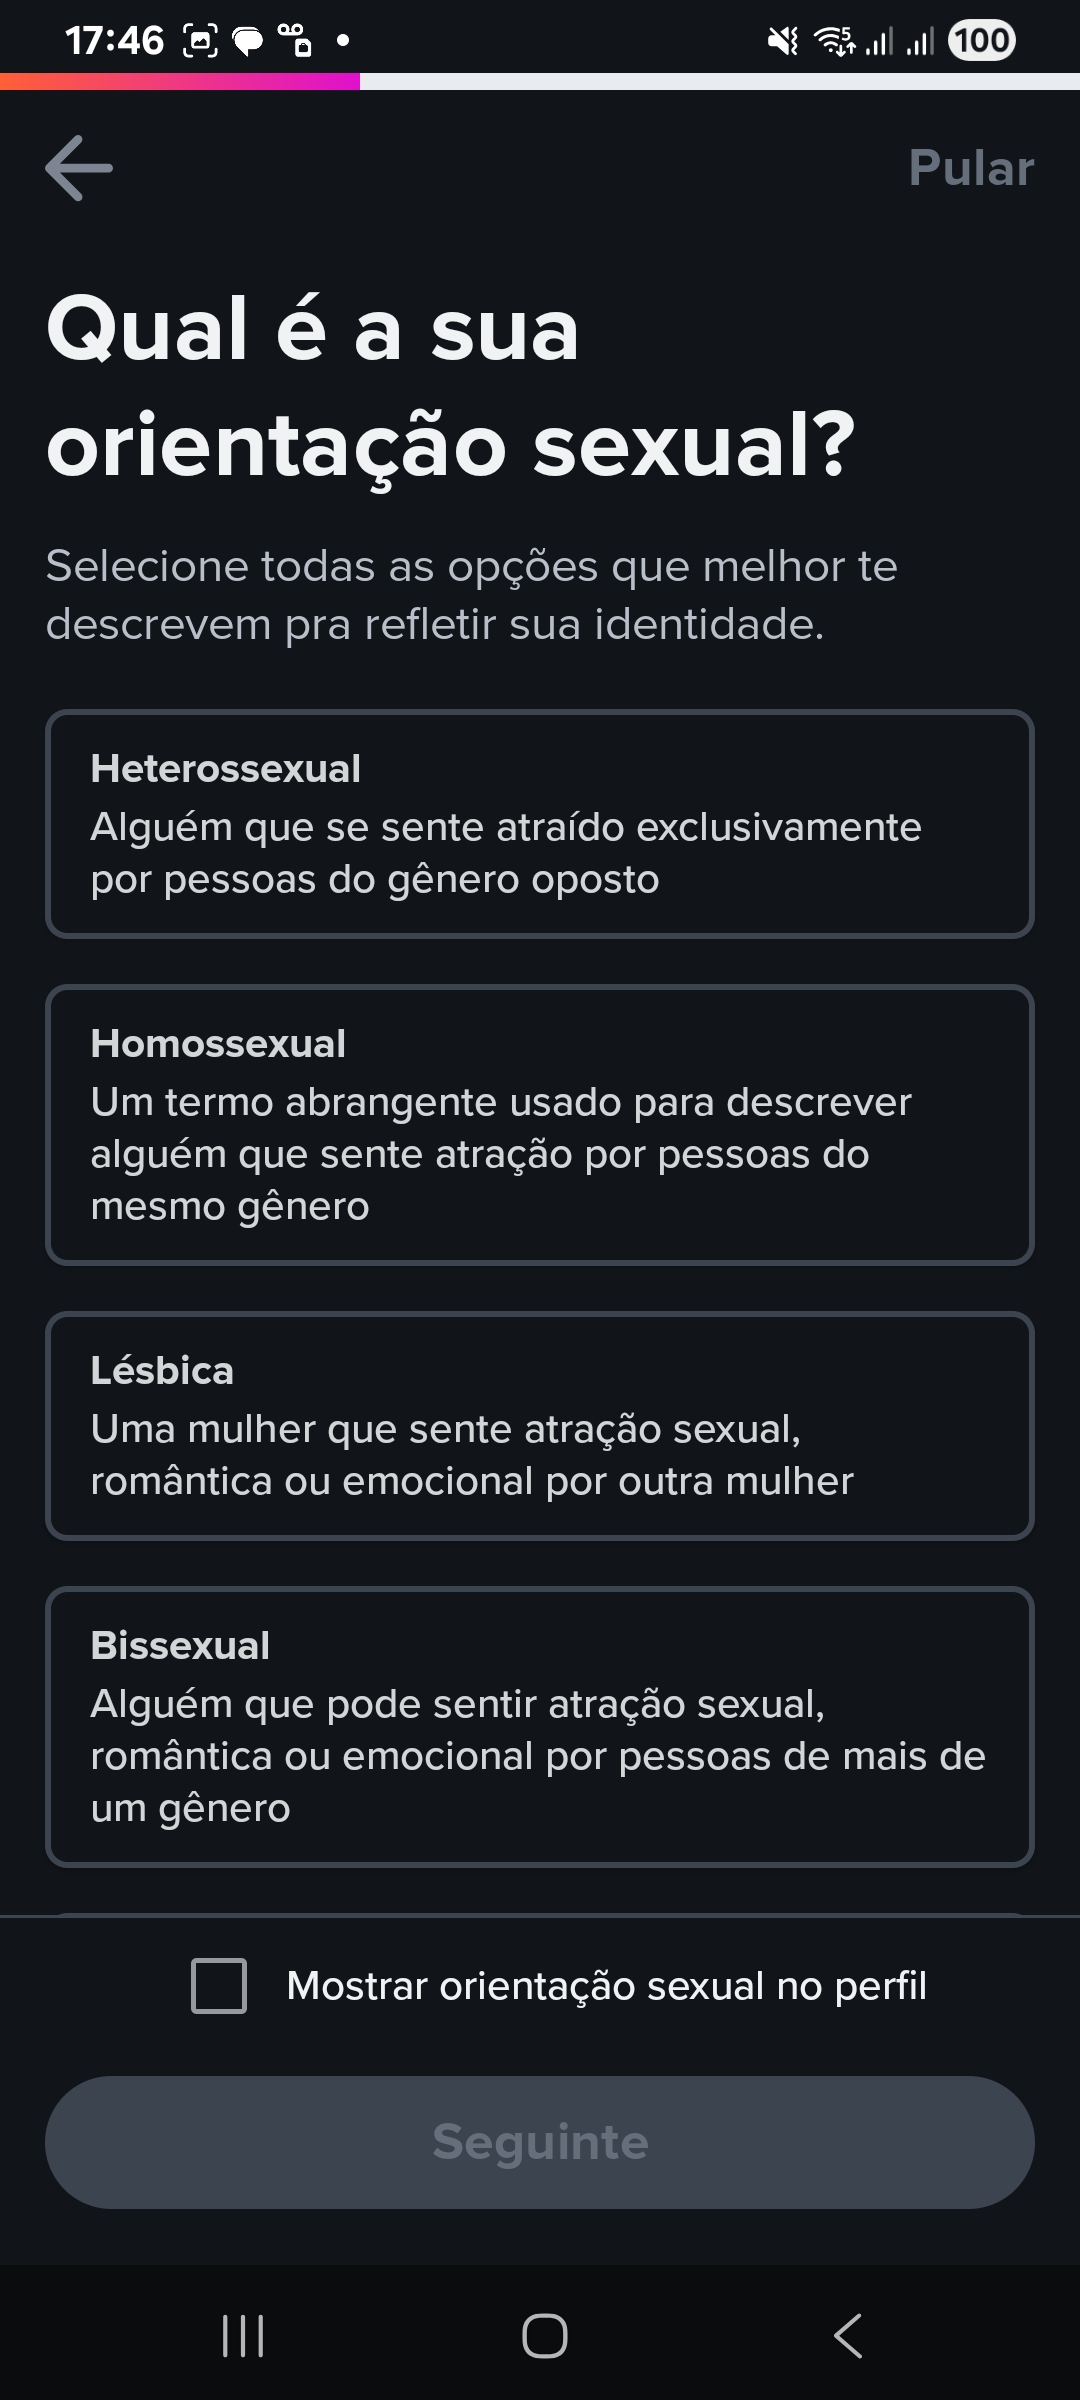 17:46
5
100
Pular
Qual é a sua
orientação sexual?
Selecione todas as opções que melhor te
descrevem pra refletir sua identidade.
Heterossexual
Alguém que se sente atraído exclusivamente
por pessoas do gênero oposto
Homossexual
Um termo abrangente usado para descrever
alguém que sente atração por pessoas do
mesmo gênero
Lésbica
Uma mulher que sente atração sexual,
romântica ou emocional por outra mulher
Bissexual
Alguém que pode sentir atração sexual,
romântica ou emocional por pessoas de mais de
um gênero
Mostrar orientação sexual no perfil
Seguinte